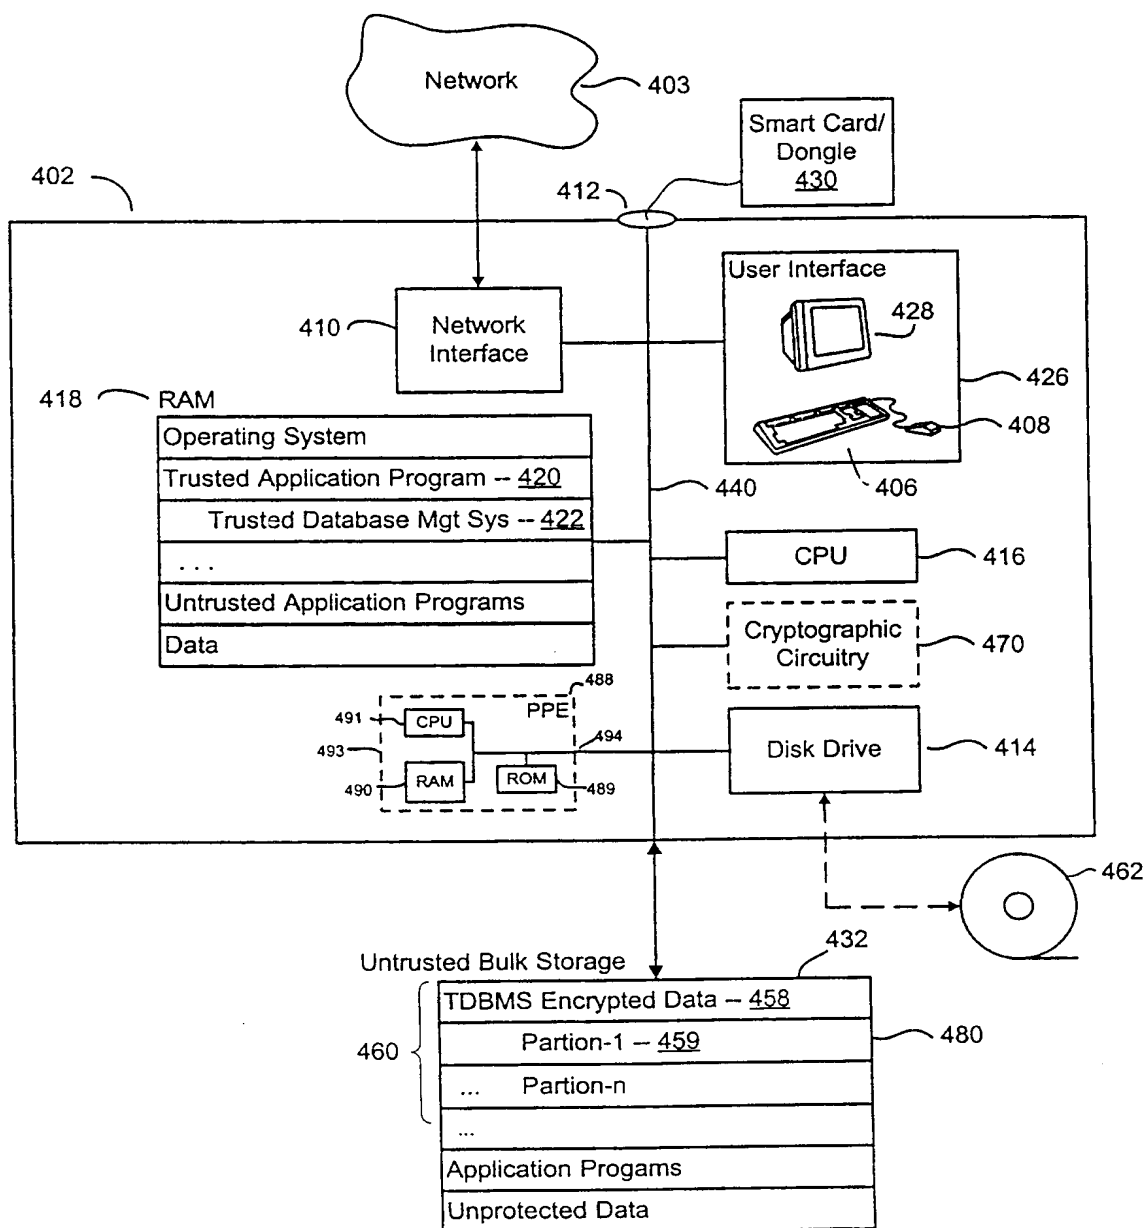 Network
403
Smart Card/
Dongle
430
402
412
User Interface
428
426
408
406
410
Network
Interface
418
RAM
Operating System
Trusted Application Program -- 420
Trusted Database Mgt Sys -- 422
. . .
Untrusted Application Programs
Data
440
CPU
416
Cryptographic
Circuitry
470
488
PPE
491
CPU
494
493
490
RAM
ROM
489
Disk Drive
414
462
432
Untrusted Bulk Storage
TDBMS Encrypted Data -- 458
460
Partion-1 -- 459
480
... Partion-n
...
Application Progams
Unprotected Data